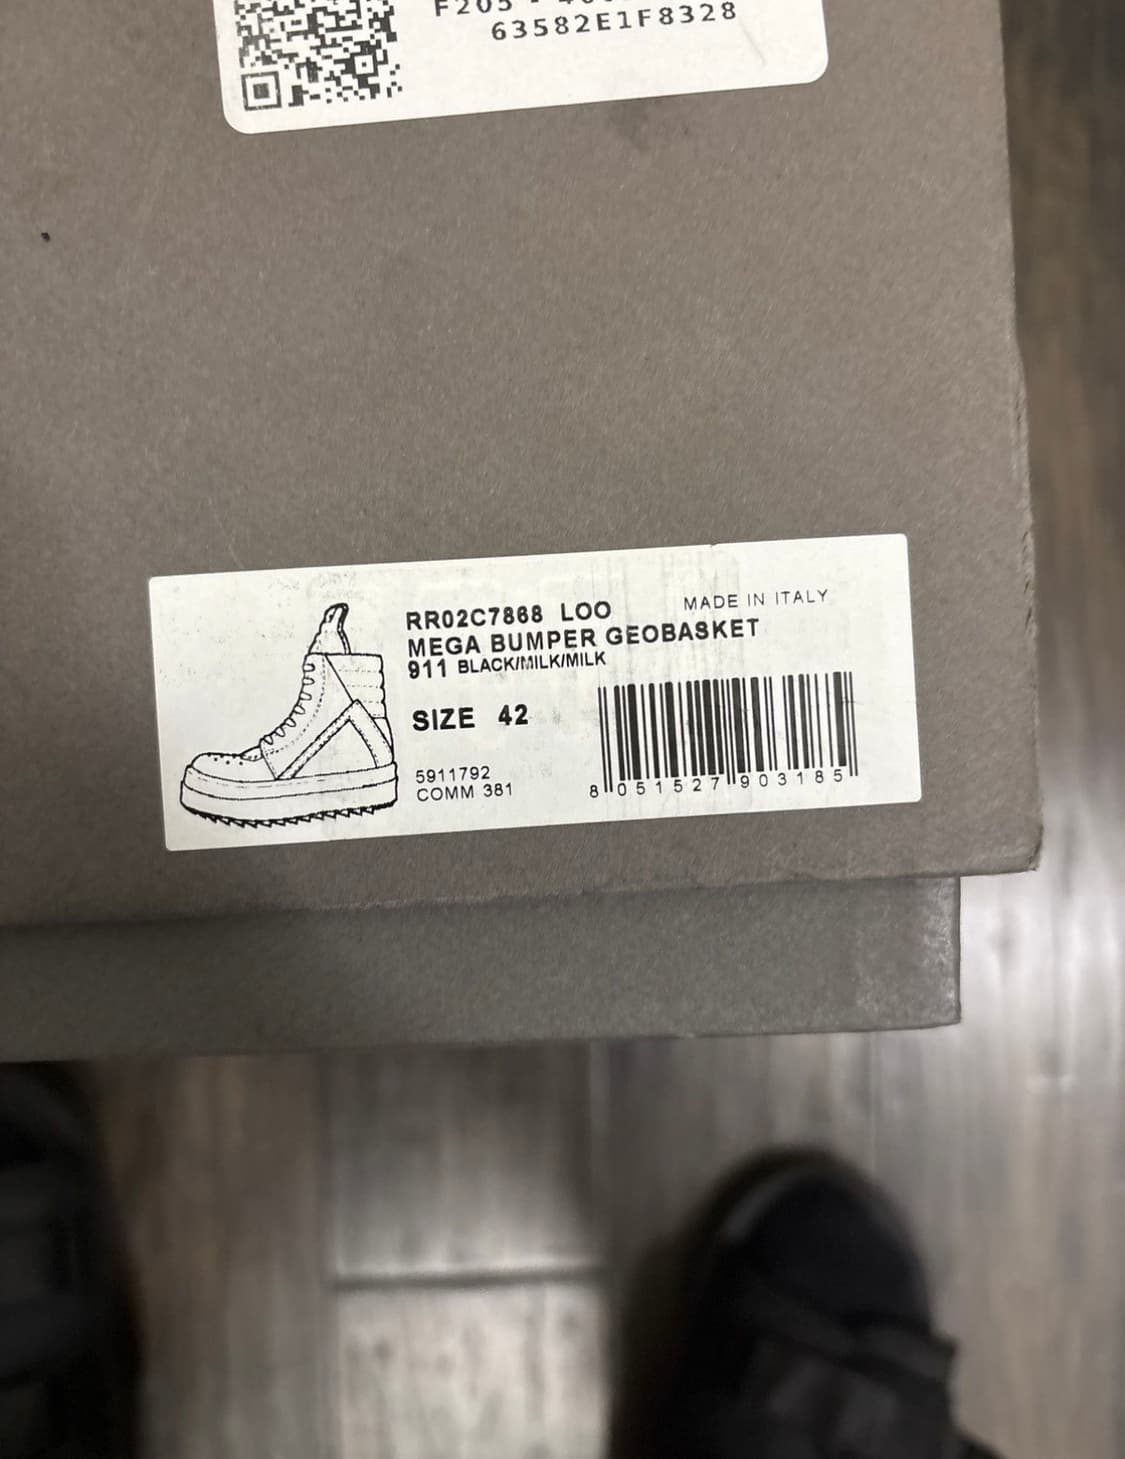 F205
63582E1F8328
RR02C7868 LOO MADE IN ITALY
MEGA BUMPER GEOBASKET
911 BLACK/MILK/MILK
SIZE 42
5911792
COMM 381
8 051527 903185